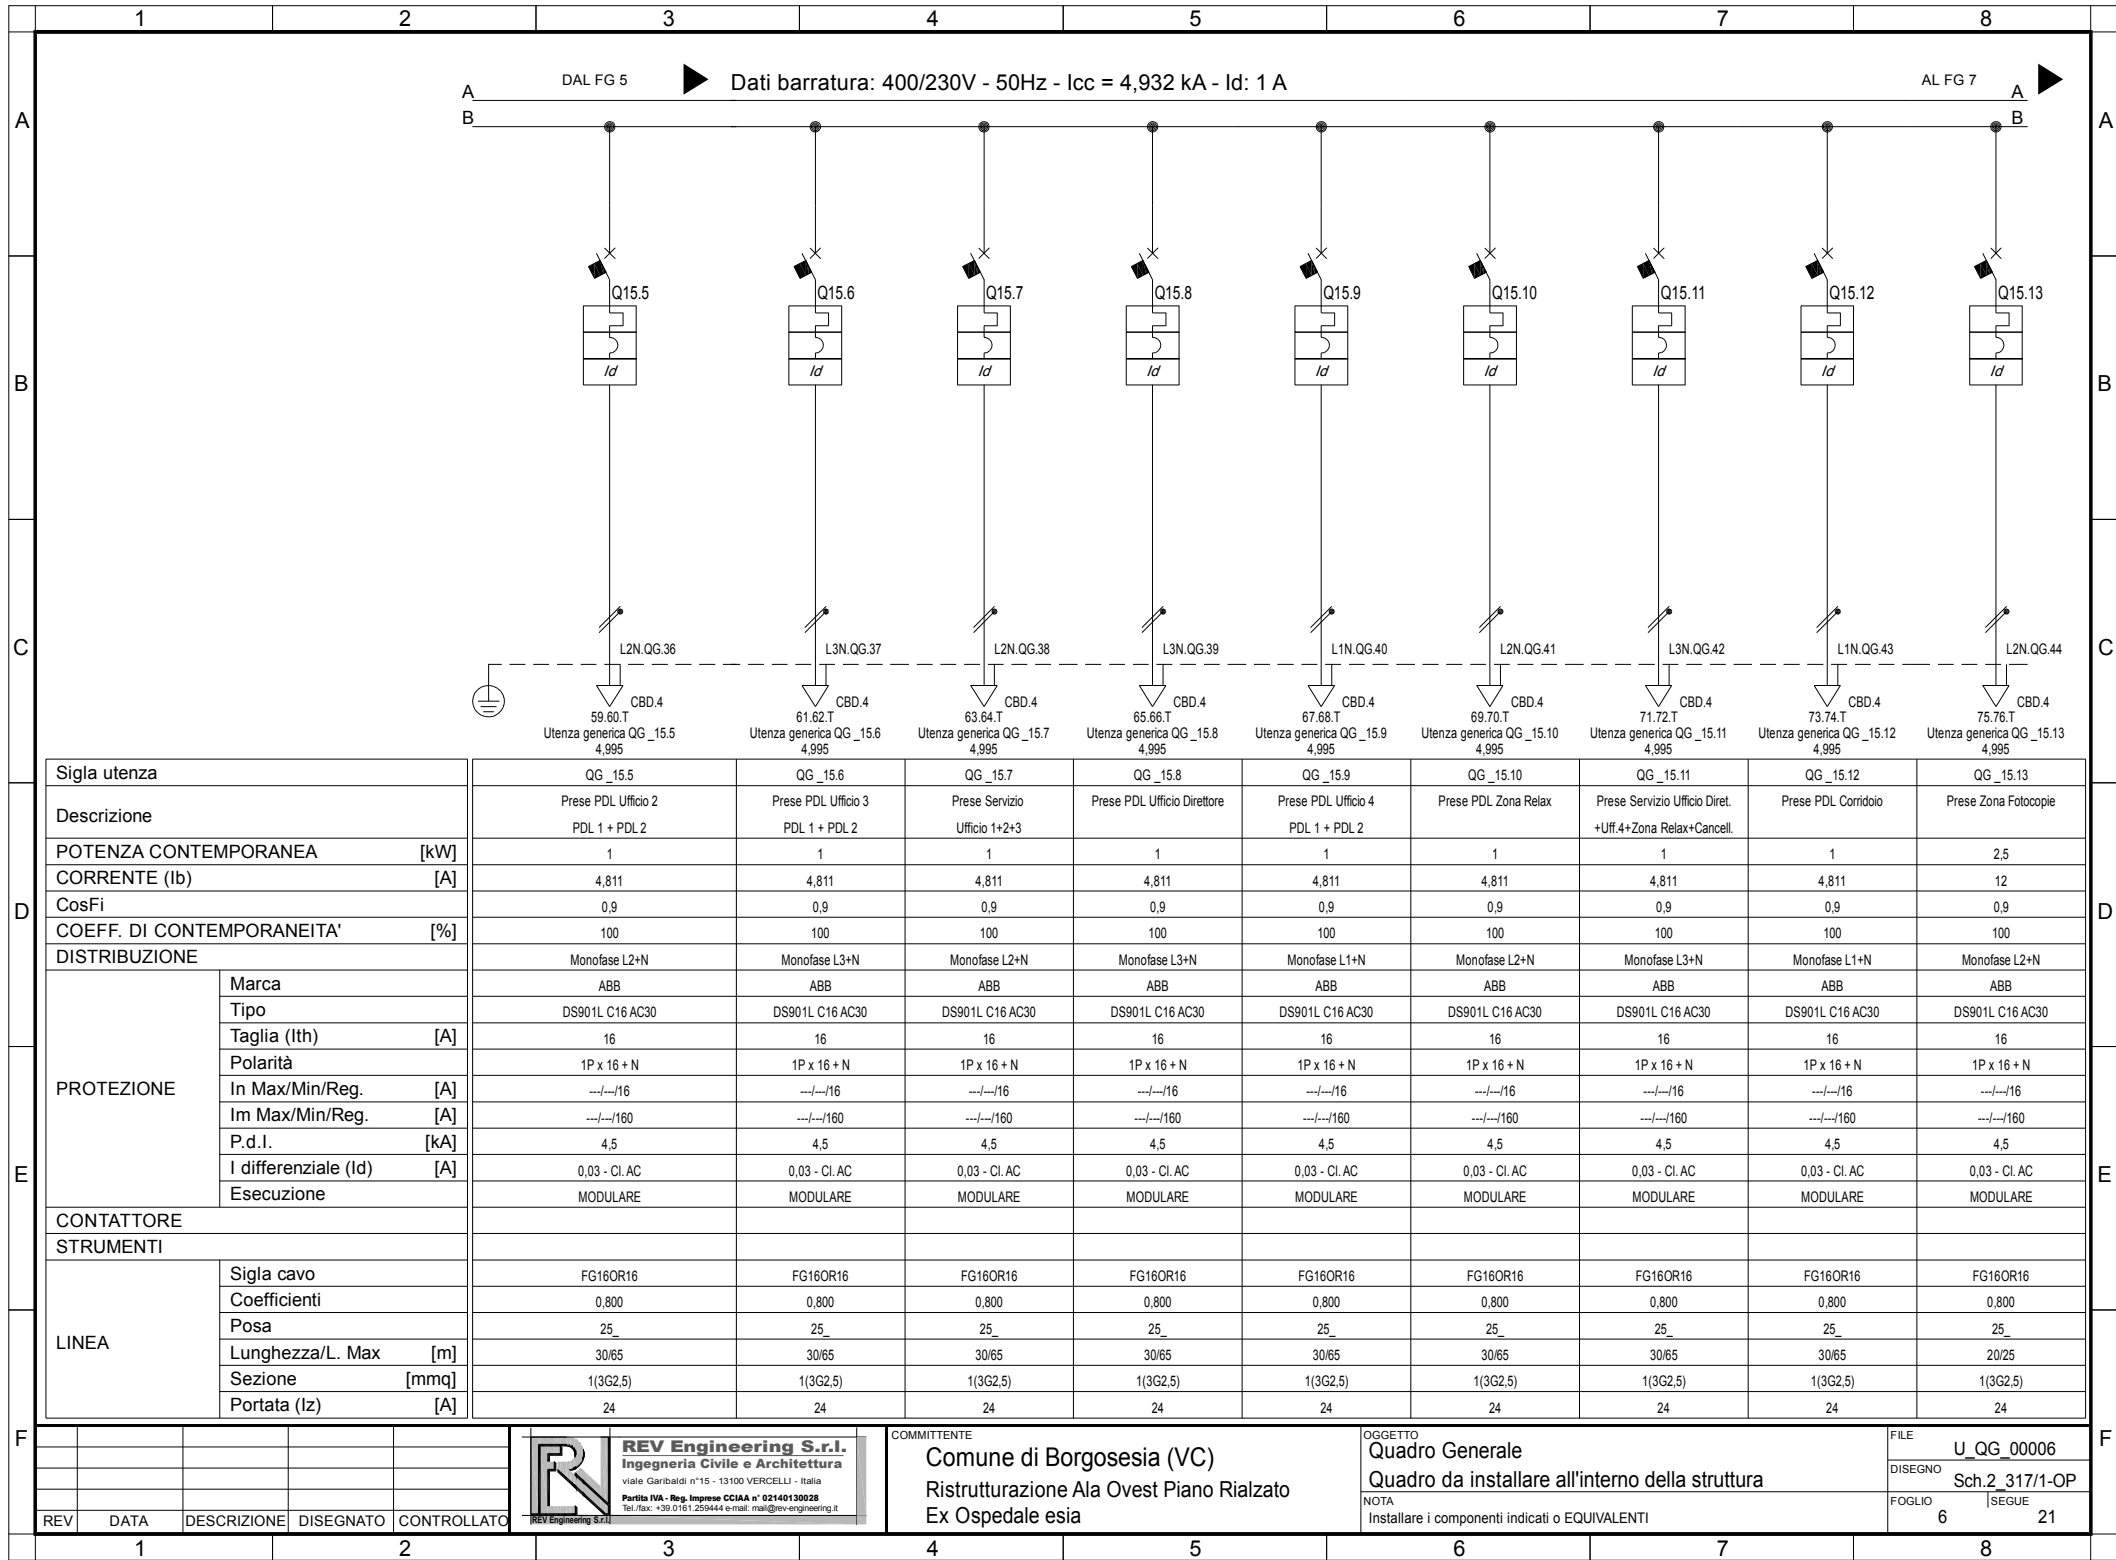 1 2 3 4 5 6 7 8
DAL FG 5 Dati barratura: 400/230V - 50Hz - Icc = 4,932 kA - Id: 1 A AL FG 7
A A
B B
A A
Q15.5 Q15.6 Q15.7 Q15.8 Q15.9 Q15.10 Q15.11 Q15.12 Q15.13
Id Id Id Id Id Id Id Id Id
B B
C C
L2N.QG.36 L3N.QG.37 L2N.QG.38 L3N.QG.39 L1N.QG.40 L2N.QG.41 L3N.QG.42 L1N.QG.43 L2N.QG.44
CBD.4 CBD.4 CBD.4 CBD.4 CBD.4 CBD.4 CBD.4 CBD.4 CBD.4
59.60.T 61.62.T 63.64.T 65.66.T 67.68.T 69.70.T 71.72.T 73.74.T 75.76.T
Utenza generica QG _15.5 Utenza generica QG _15.6 Utenza generica QG _15.7 Utenza generica QG _15.8 Utenza generica QG _15.9 Utenza generica QG _15.10 Utenza generica QG _15.11 Utenza generica QG _15.12 Utenza generica QG _15.13
4,995 4,995 4,995 4,995 4,995 4,995 4,995 4,995 4,995
Sigla utenza QG _15.5 QG _15.6 QG _15.7 QG _15.8 QG _15.9 QG _15.10 QG _15.11 QG _15.12 QG _15.13
Descrizione
Prese PDL Ufficio 2 Prese PDL Ufficio 3 Prese Servizio Prese PDL Ufficio Direttore Prese PDL Ufficio 4 Prese PDL Zona Relax Prese Servizio Ufficio Diret. Prese PDL Corridoio Prese Zona Fotocopie
PDL 1 + PDL 2 PDL 1 + PDL 2 Ufficio 1+2+3 PDL 1 + PDL 2 +Uff.4+Zona Relax+Cancell.
POTENZA CONTEMPORANEA [kW] 1 1 1 1 1 1 1 1 2,5
CORRENTE (Ib) [A] 4,811 4,811 4,811 4,811 4,811 4,811 4,811 4,811 12
D D
CosFi 0,9 0,9 0,9 0,9 0,9 0,9 0,9 0,9 0,9
COEFF. DI CONTEMPORANEITA' [%] 100 100 100 100 100 100 100 100 100
DISTRIBUZIONE Monofase L2+N Monofase L3+N Monofase L2+N Monofase L3+N Monofase L1+N Monofase L2+N Monofase L3+N Monofase L1+N Monofase L2+N
PROTEZIONE
Marca ABB ABB ABB ABB ABB ABB ABB ABB ABB
Tipo DS901L C16 AC30 DS901L C16 AC30 DS901L C16 AC30 DS901L C16 AC30 DS901L C16 AC30 DS901L C16 AC30 DS901L C16 AC30 DS901L C16 AC30 DS901L C16 AC30
Taglia (Ith) [A] 16 16 16 16 16 16 16 16 16
Polarità 1P x 16 + N 1P x 16 + N 1P x 16 + N 1P x 16 + N 1P x 16 + N 1P x 16 + N 1P x 16 + N 1P x 16 + N 1P x 16 + N
In Max/Min/Reg. [A] ---/---/16 ---/---/16 ---/---/16 ---/---/16 ---/---/16 ---/---/16 ---/---/16 ---/---/16 ---/---/16
Im Max/Min/Reg. [A] ---/---/160 ---/---/160 ---/---/160 ---/---/160 ---/---/160 ---/---/160 ---/---/160 ---/---/160 ---/---/160
P.d.I. [kA] 4,5 4,5 4,5 4,5 4,5 4,5 4,5 4,5 4,5
I differenziale (Id) [A] 0,03 - Cl. AC 0,03 - Cl. AC 0,03 - Cl. AC 0,03 - Cl. AC 0,03 - Cl. AC 0,03 - Cl. AC 0,03 - Cl. AC 0,03 - Cl. AC 0,03 - Cl. AC
E E
Esecuzione MODULARE MODULARE MODULARE MODULARE MODULARE MODULARE MODULARE MODULARE MODULARE
CONTATTORE
STRUMENTI
LINEA
Sigla cavo FG16OR16 FG16OR16 FG16OR16 FG16OR16 FG16OR16 FG16OR16 FG16OR16 FG16OR16 FG16OR16
Coefficienti 0,800 0,800 0,800 0,800 0,800 0,800 0,800 0,800 0,800
Posa 25_ 25_ 25_ 25_ 25_ 25_ 25_ 25_ 25_
Lunghezza/L. Max [m] 30/65 30/65 30/65 30/65 30/65 30/65 30/65 30/65 20/25
Sezione [mmq] 1(3G2,5) 1(3G2,5) 1(3G2,5) 1(3G2,5) 1(3G2,5) 1(3G2,5) 1(3G2,5) 1(3G2,5) 1(3G2,5)
Portata (Iz) [A] 24 24 24 24 24 24 24 24 24
F F
REV DATA DESCRIZIONE DISEGNATO CONTROLLATO
REV Engineering S.r.l.
REV Engineering S.r.l.
Ingegneria Civile e Architettura
viale Garibaldi n°15 - 13100 VERCELLI - Italia
Partita IVA - Reg. Imprese CCIAA n° 02140130028
Tel./fax: +39.0161.259444 e-mail: mail@rev-engineering.it
COMMITTENTE
Comune di Borgosesia (VC)
Ristrutturazione Ala Ovest Piano Rialzato
Ex Ospedale esia
OGGETTO
Quadro Generale
Quadro da installare all'interno della struttura
NOTA
Installare i componenti indicati o EQUIVALENTI
FILE
U_QG_00006
DISEGNO
Sch.2_317/1-OP
FOGLIO SEGUE
6 21
1 2 3 4 5 6 7 8